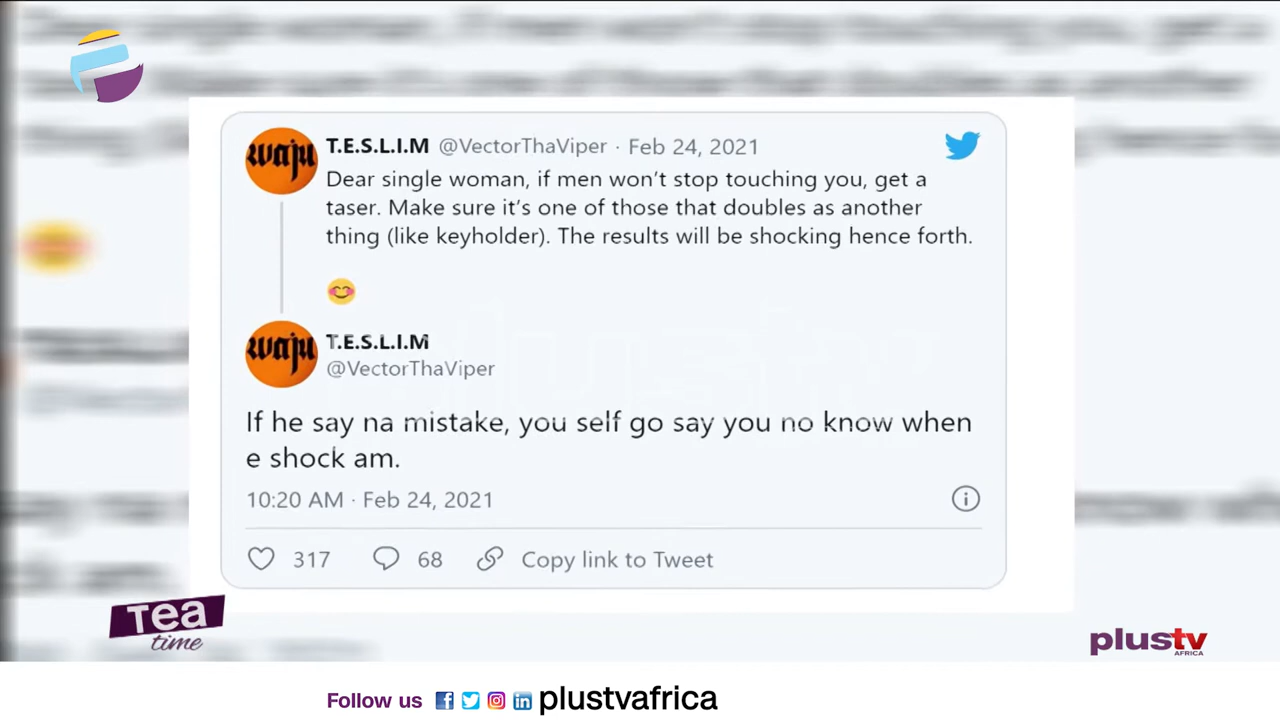 T.E.S.L.I.M @VectorThaViper · Feb 24, 2021
Dear single woman, if men won't stop touching you, get a
taser. Make sure it's one of those that doubles as another
thing (like keyholder). The results will be shocking hence forth.
😊
T.E.S.L.I.M
@VectorThaViper
If he say na mistake, you self go say you no know when
e shock am.
10:20 AM · Feb 24, 2021
317 68 Copy link to Tweet
Tea
time
plustv
AFRICA
Follow us plustvafrica